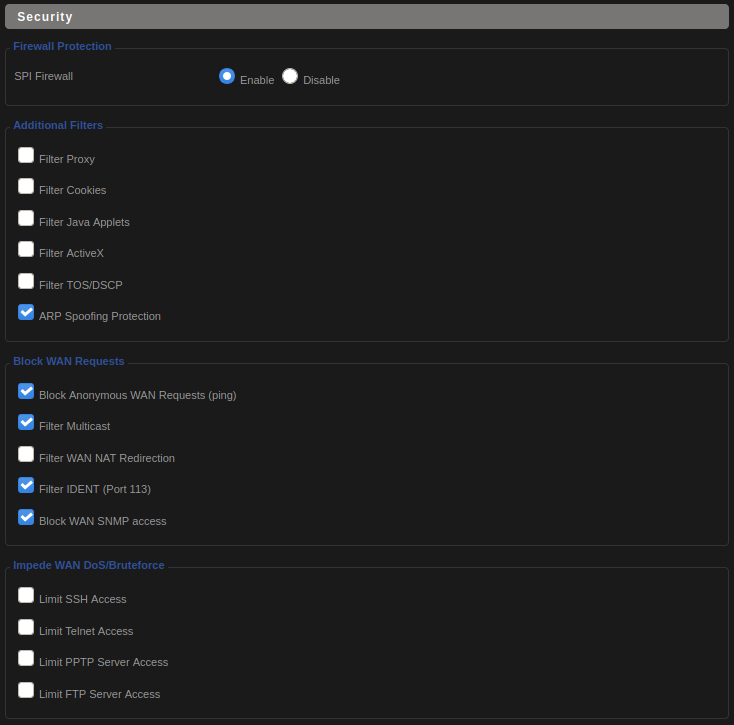 Security
Firewall Protection
SPI Firewall Enable Disable
Additional Filters
Filter Proxy
Filter Cookies
Filter Java Applets
Filter ActiveX
Filter TOS/DSCP
ARP Spoofing Protection
Block WAN Requests
Block Anonymous WAN Requests (ping)
Filter Multicast
Filter WAN NAT Redirection
Filter IDENT (Port 113)
Block WAN SNMP access
Impede WAN DoS/Bruteforce
Limit SSH Access
Limit Telnet Access
Limit PPTP Server Access
Limit FTP Server Access